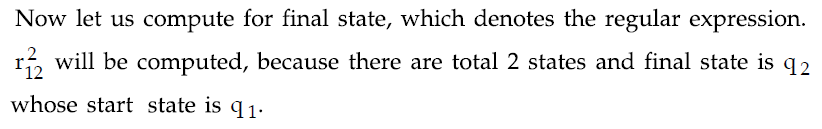 Now let us compute for final state, which denotes the regular expression.
r²₁₂ will be computed, because there are total 2 states and final state is q₂
whose start state is q₁.